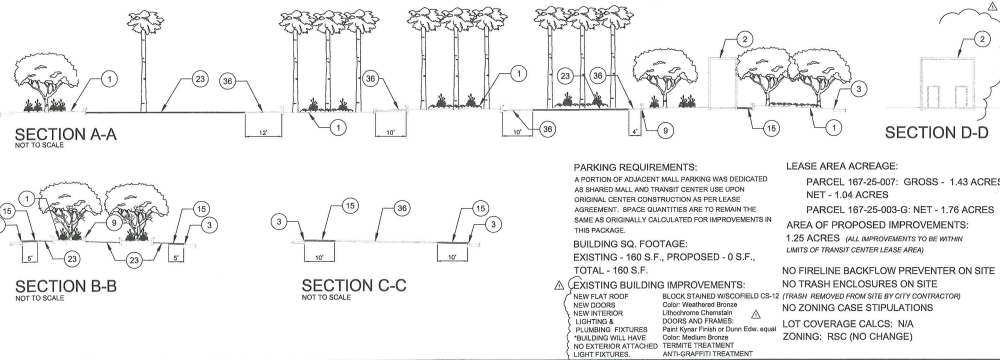 2
1
23
36
36
1
23
36
2
3
1
36
9
15
1
12'
10'
10'
4'
SECTION A-A
NOT TO SCALE
SECTION D-D
1
15
9
15
3
3
23
23
5'
5'
SECTION B-B
NOT TO SCALE
15
36
15
3
3
10'
10'
SECTION C-C
NOT TO SCALE
PARKING REQUIREMENTS:
A PORTION OF ADJACENT MALL PARKING WAS DEDICATED
AS SHARED MALL AND TRANSIT CENTER USE UPON
ORIGINAL CENTER CONSTRUCTION AS PER LEASE
AGREEMENT. SPACE QUANTITIES ARE TO REMAIN THE
SAME AS ORIGINALLY CALCULATED FOR IMPROVEMENTS IN
THIS PACKAGE.
BUILDING SQ. FOOTAGE:
EXISTING - 160 S.F., PROPOSED - 0 S.F.,
TOTAL - 160 S.F.
EXISTING BUILDING IMPROVEMENTS:
NEW FLAT ROOF
NEW DOORS
NEW INTERIOR
LIGHTING &
PLUMBING FIXTURES
*BUILDING WILL HAVE
NO EXTERIOR ATTACHED
LIGHT FIXTURES.
BLOCK STAINED W/SCOFIELD CS-12
Color: Weathered Bronze
Lithochrome Chemstain
DOORS AND FRAMES:
Paint Kynar Finish or Dunn Edw. equal
Color: Medium Bronze
TERMITE TREATMENT
ANTI-GRAFFITI TREATMENT
LEASE AREA ACREAGE:
PARCEL 167-25-007: GROSS - 1.43 ACRES
NET - 1.04 ACRES
PARCEL 167-25-003-G: NET - 1.76 ACRES
AREA OF PROPOSED IMPROVEMENTS:
1.25 ACRES (ALL IMPROVEMENTS TO BE WITHIN
LIMITS OF TRANSIT CENTER LEASE AREA)
NO FIRELINE BACKFLOW PREVENTER ON SITE
NO TRASH ENCLOSURES ON SITE
(TRASH REMOVED FROM SITE BY CITY CONTRACTOR)
NO ZONING CASE STIPULATIONS
LOT COVERAGE CALCS: N/A
ZONING: RSC (NO CHANGE)